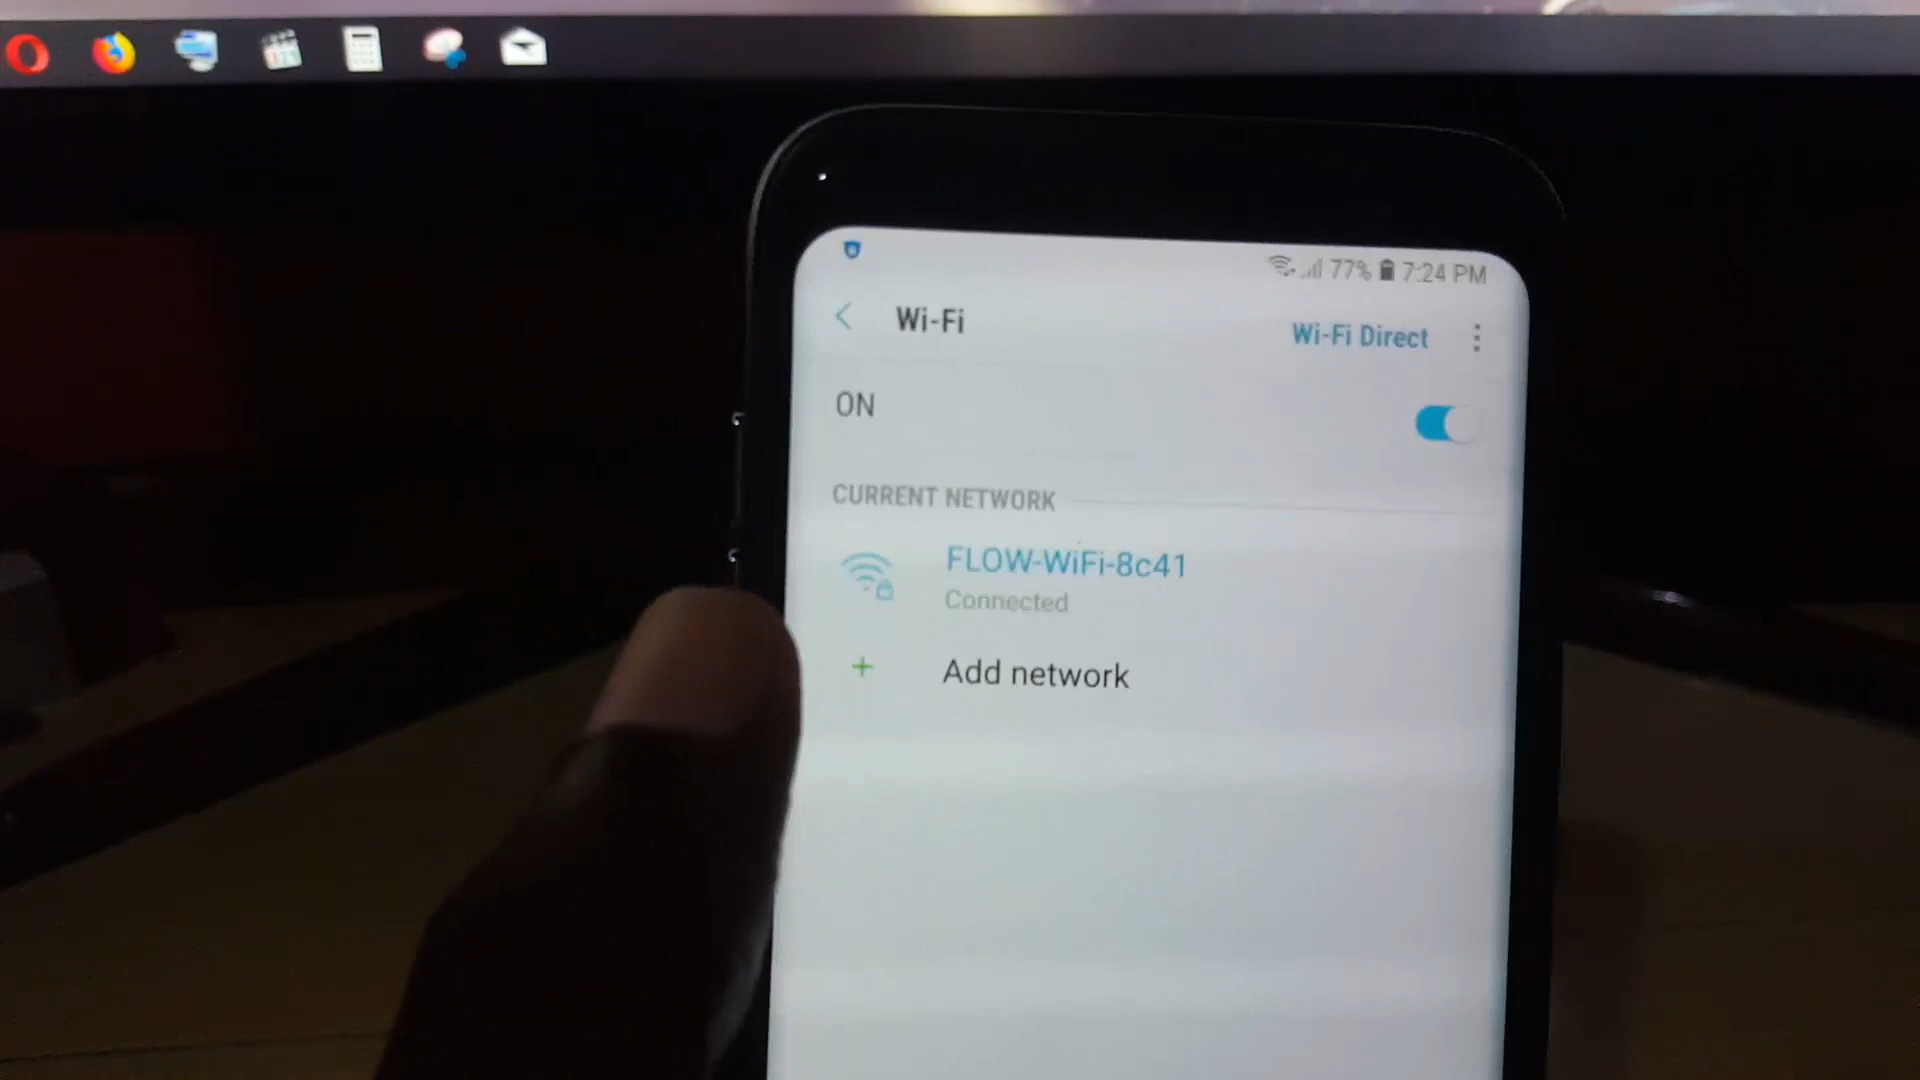 77% 7:24 PM
Wi-Fi
Wi-Fi Direct
ON
CURRENT NETWORK
FLOW-WiFi-8c41
Connected
Add network